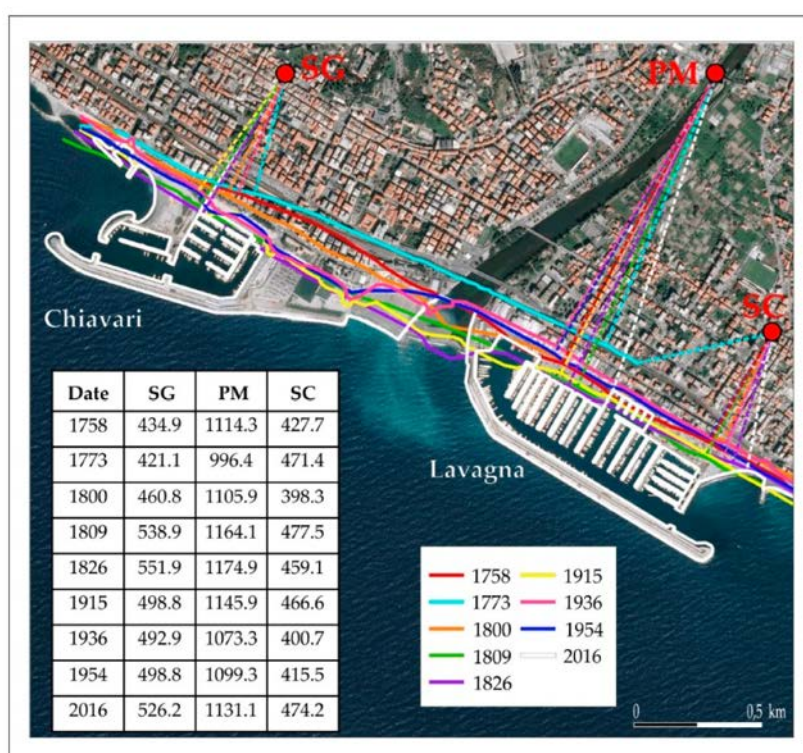 SG
PM
SC
Chiavari
Lavagna
Date SG PM SC
1758 434.9 1114.3 427.7
1773 421.1 996.4 471.4
1800 460.8 1105.9 398.3
1809 538.9 1164.1 477.5
1826 551.9 1174.9 459.1
1915 498.8 1145.9 466.6
1936 492.9 1073.3 400.7
1954 498.8 1099.3 415.5
2016 526.2 1131.1 474.2
1758 1915
1773 1936
1800 1954
1809 2016
1826
0 0,5 km